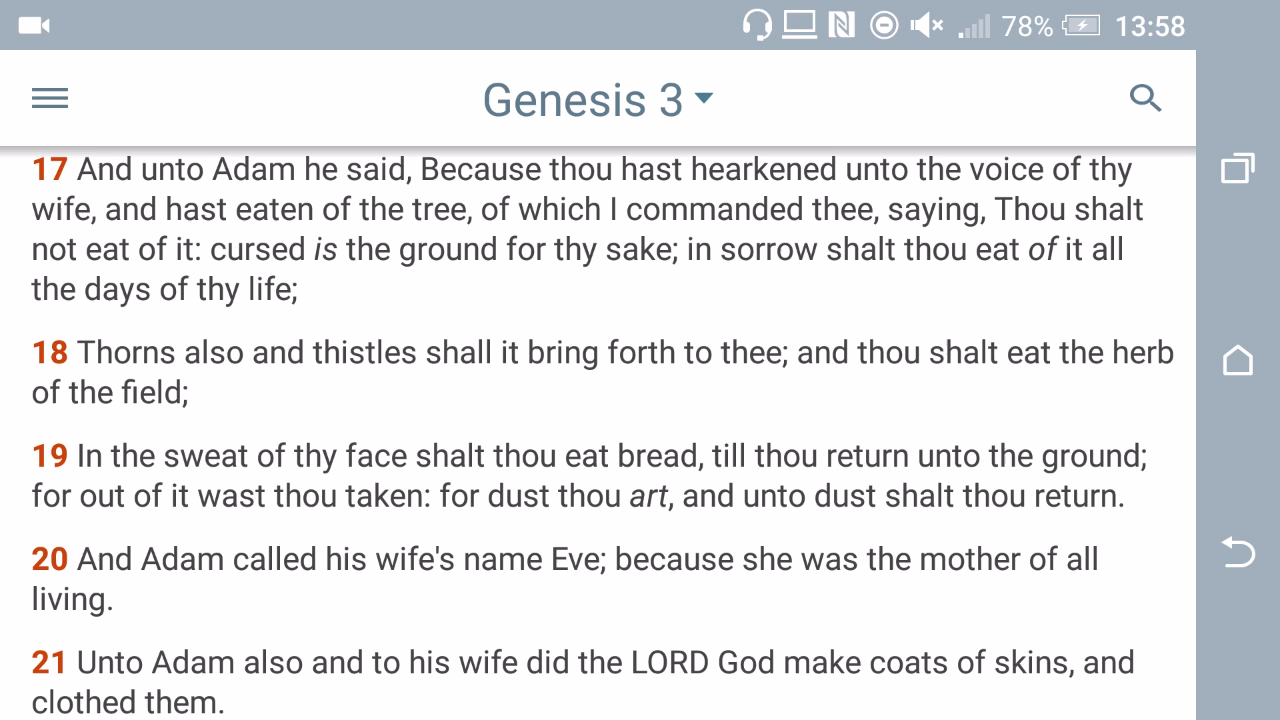 78% 13:58
Genesis 3
17 And unto Adam he said, Because thou hast hearkened unto the voice of thy
wife, and hast eaten of the tree, of which I commanded thee, saying, Thou shalt
not eat of it: cursed is the ground for thy sake; in sorrow shalt thou eat of it all
the days of thy life;
18 Thorns also and thistles shall it bring forth to thee; and thou shalt eat the herb
of the field;
19 In the sweat of thy face shalt thou eat bread, till thou return unto the ground;
for out of it wast thou taken: for dust thou art, and unto dust shalt thou return.
20 And Adam called his wife's name Eve; because she was the mother of all
living.
21 Unto Adam also and to his wife did the LORD God make coats of skins, and
clothed them.